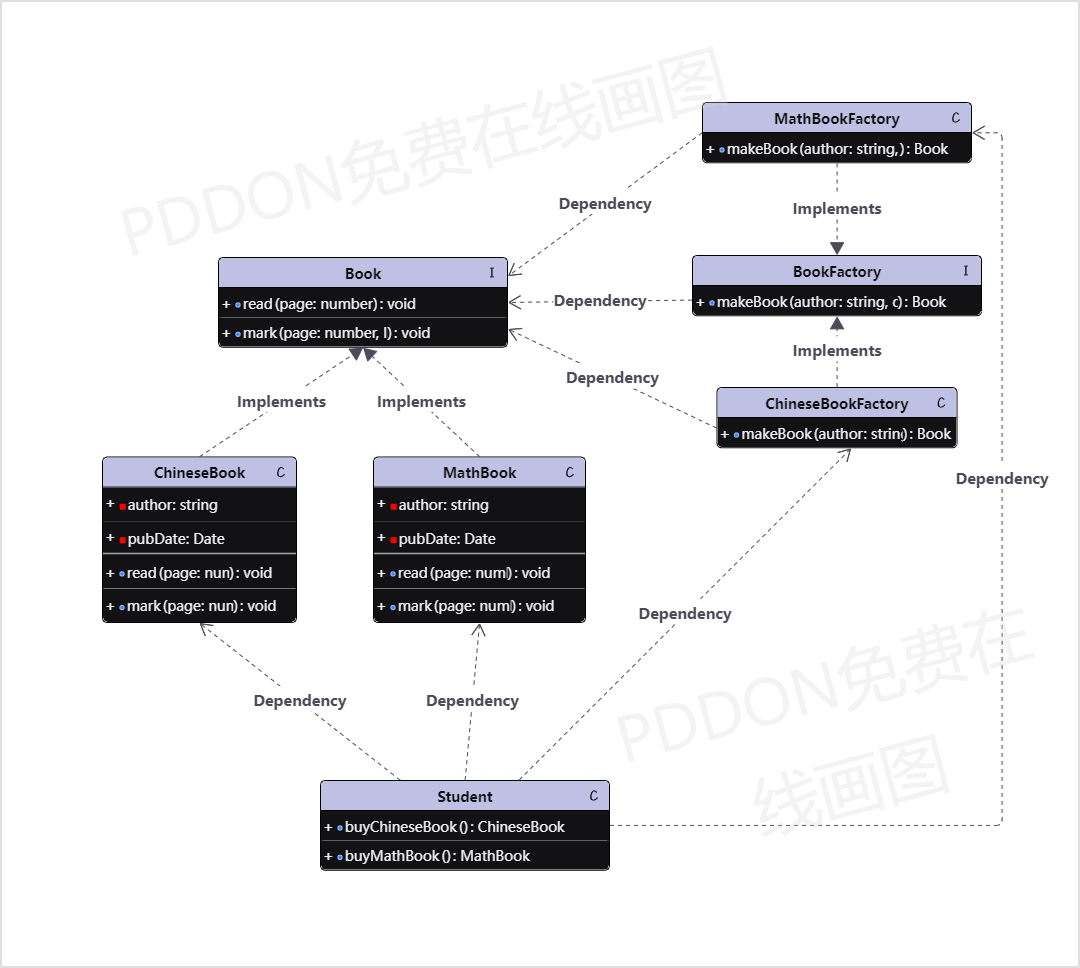 PDDON免费在线画图
MathBookFactory C
+ makeBook(author: string,): Book
Dependency
Implements
Book I
+ read(page: number): void
+ mark(page: number, l): void
BookFactory I
+ makeBook(author: string, c): Book
Dependency
Implements
Dependency
Implements
Implements
ChineseBookFactory C
+ makeBook(author: string): Book
ChineseBook C
+ author: string
+ pubDate: Date
+ read(page: nun): void
+ mark(page: nun): void
MathBook C
+ author: string
+ pubDate: Date
+ read(page: num): void
+ mark(page: num): void
Dependency
Dependency
Dependency
Dependency
PDDON免费在
线画图
Student C
+ buyChineseBook(): ChineseBook
+ buyMathBook(): MathBook